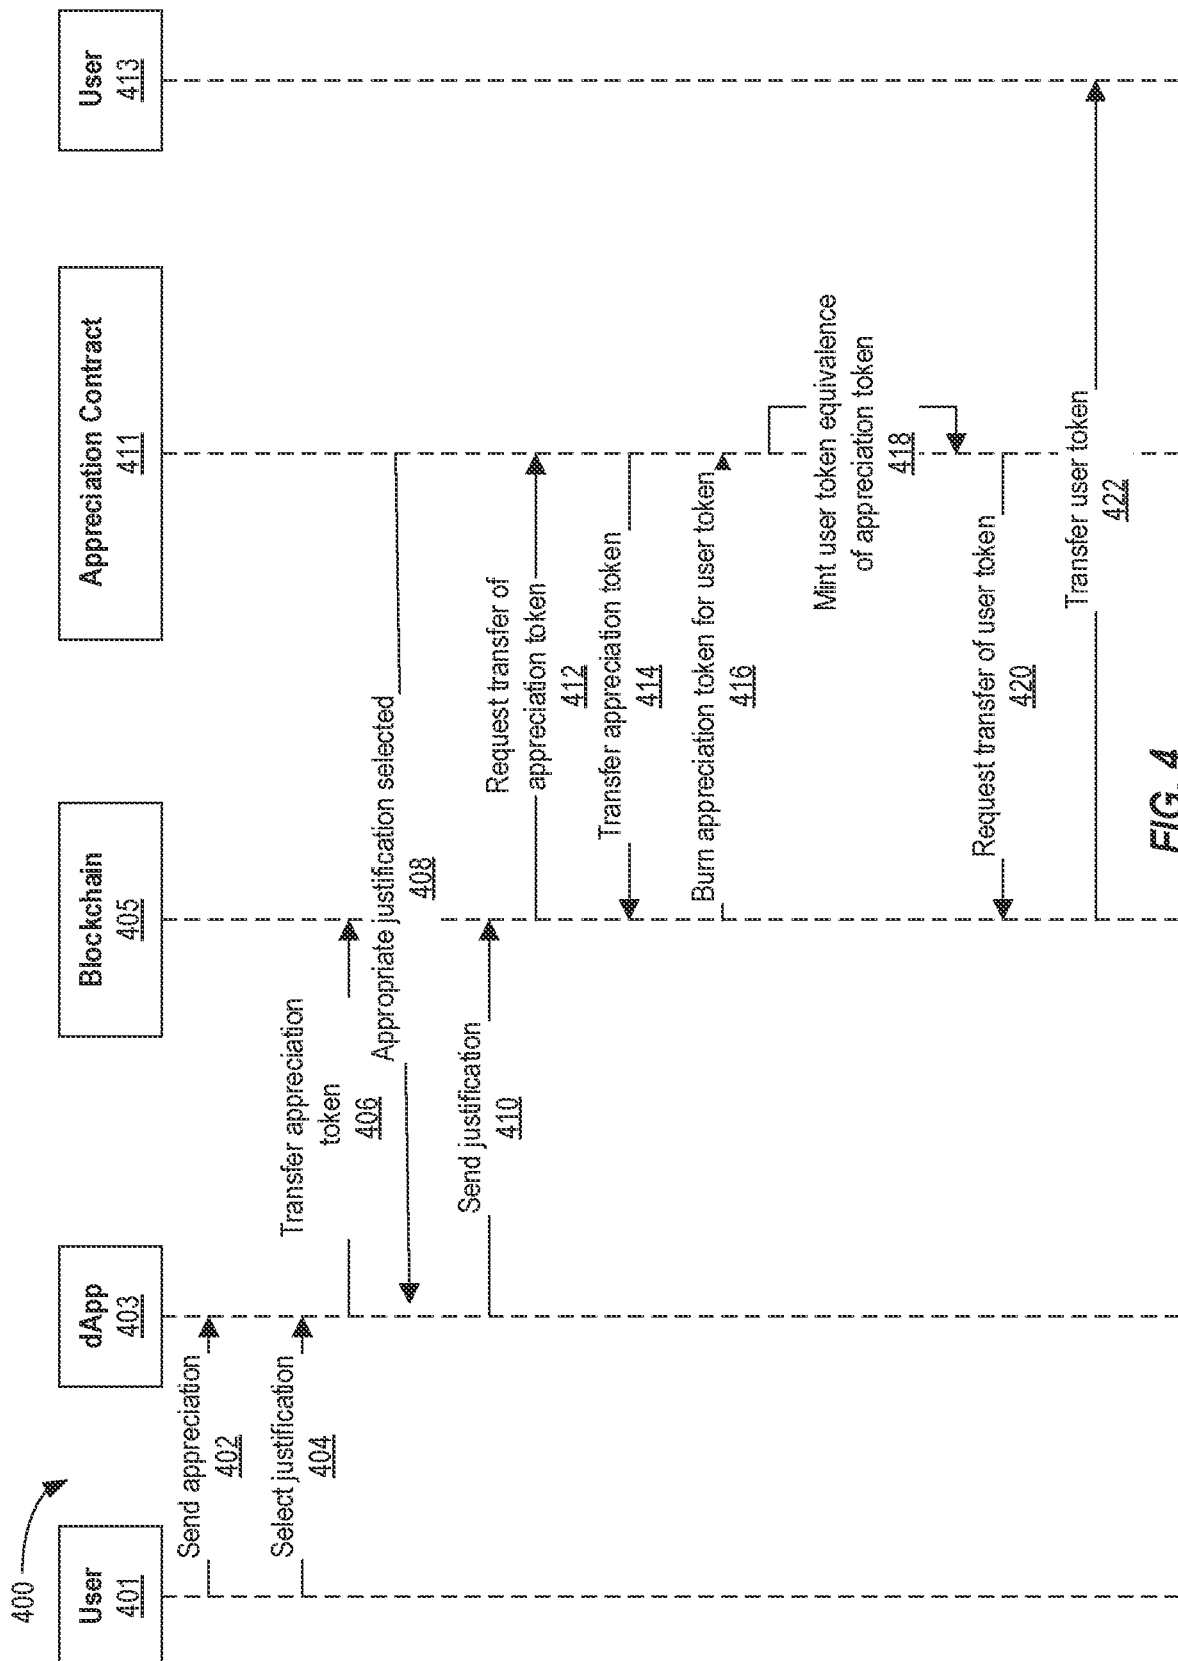 400
User
401
dApp
403
Blockchain
405
Appreciation Contract
411
User
413
Send appreciation
402
Select justification
404
Transfer appreciation
token
406
Appropriate justification selected
408
Send justification
410
Request transfer of
appreciation token
412
Transfer appreciation token
414
Burn appreciation token for user token
416
Mint user token equivalence
of appreciation token
418
Request transfer of user token
420
Transfer user token
422
FIG. 4